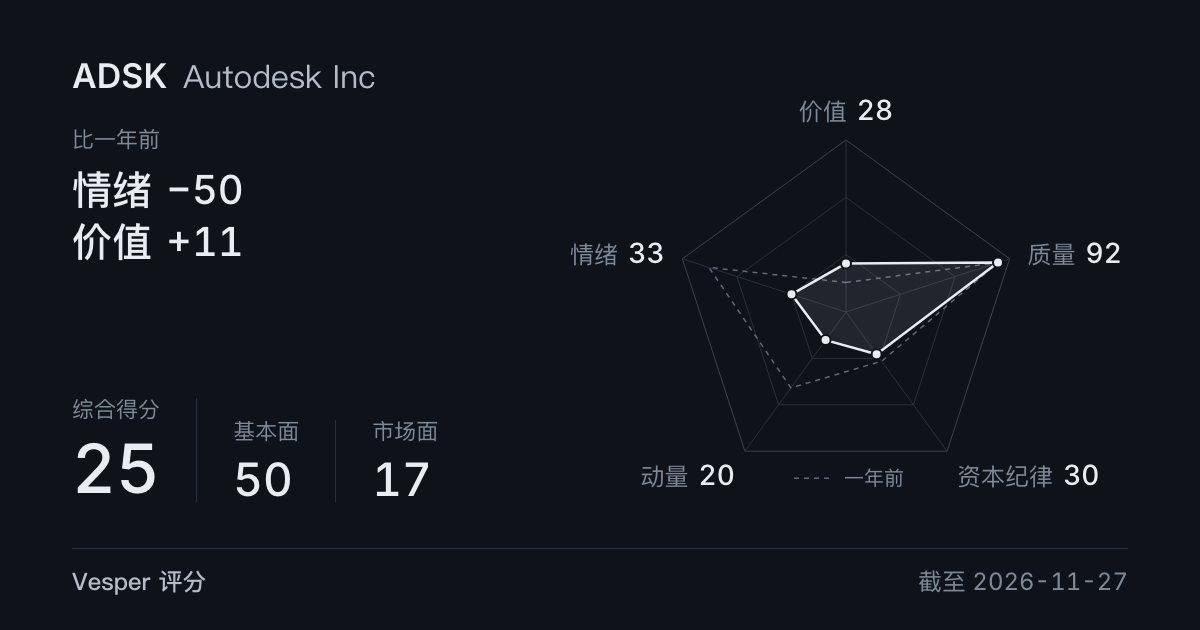 ADSK Autodesk Inc
比一年前
情绪 −50
价值 +11
综合得分
25
基本面
50
市场面
17
价值 28
情绪 33
质量 92
动量 20
一年前
资本纪律 30
Vesper 评分
截至 2026-11-27